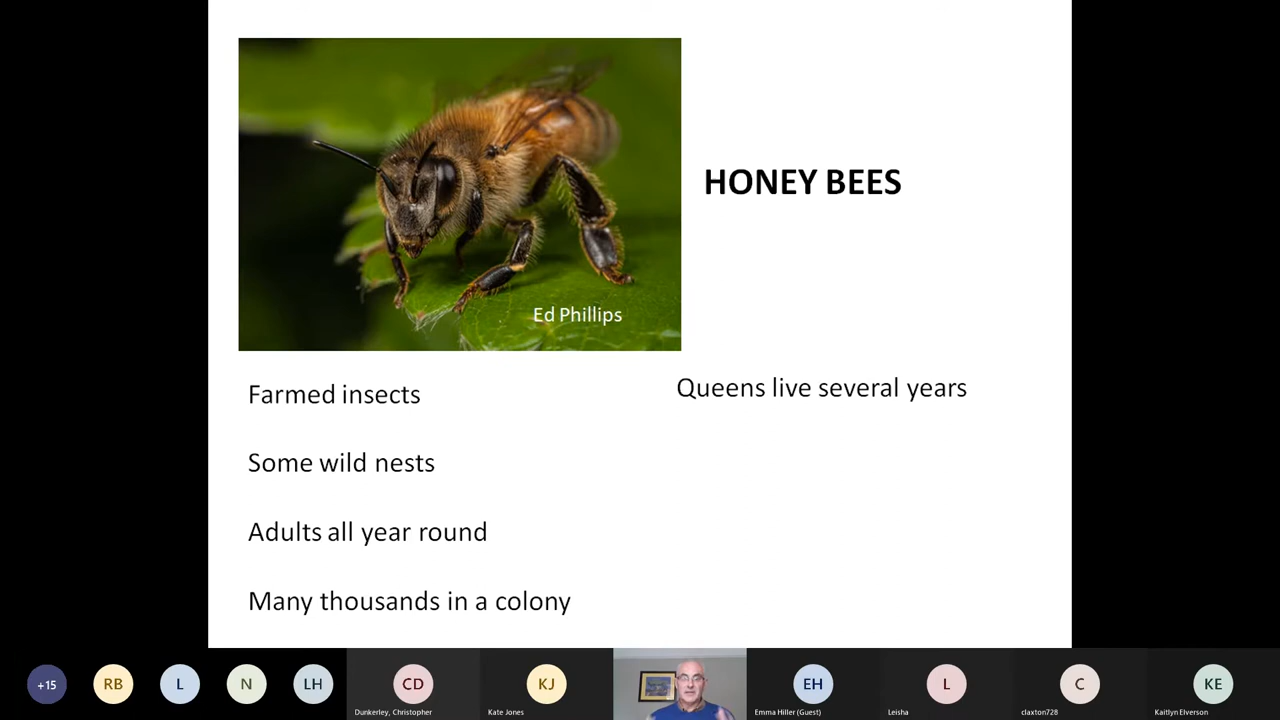 HONEY BEES
Ed Phillips
Farmed insects
Queens live several years
Some wild nests
Adults all year round
Many thousands in a colony
+15
RB
L
N
LH
CD
Dunkerley, Christopher
KJ
Kate Jones
EH
Emma Hiller (Guest)
L
Leisha
C
claxton728
KE
Kaitlyn Elverson